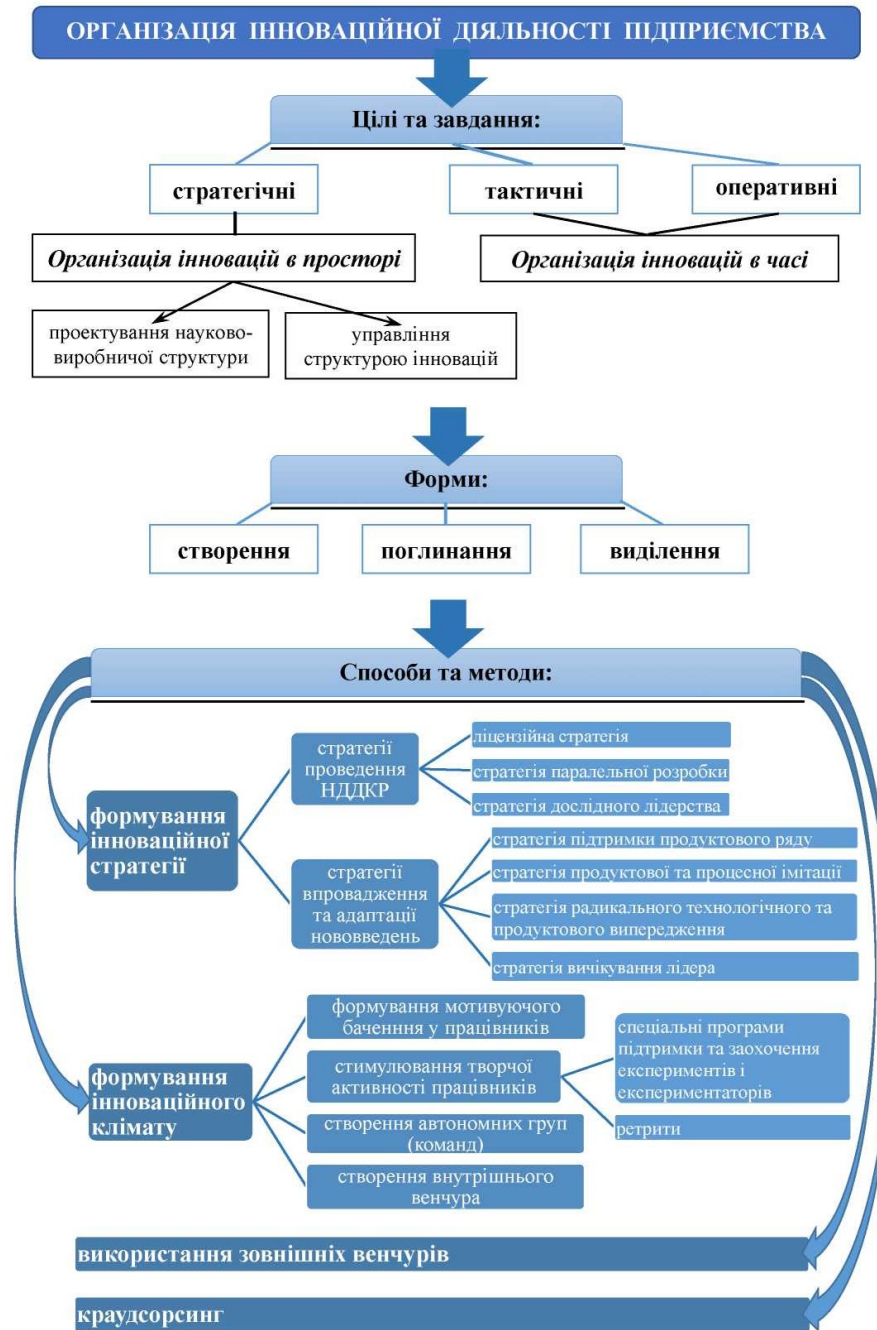 ОРГАНІЗАЦІЯ ІННОВАЦІЙНОЇ ДІЯЛЬНОСТІ ПІДПРИЄМСТВА
Цілі та завдання:
стратегічні
тактичні
оперативні
Організація інновацій в просторі
Організація інновацій в часі
проектування науково-
виробничої структури
управління
структурою інновацій
Форми:
створення
поглинання
виділення
Способи та методи:
формування
інноваційної
стратегії
стратегії
проведення
НДДКР
ліцензійна стратегія
стратегія паралельної розробки
стратегія дослідного лідерства
стратегії
впровадження
та адаптації
нововведень
стратегія підтримки продуктового ряду
стратегія продуктової та процесної імітації
стратегія радикального технологічного та
продуктового випередження
стратегія вичікування лідера
формування
інноваційного
клімату
формування мотивуючого
баченння у працівників
стимулювання творчої
активності працівників
спеціальні програми
підтримки та заохочення
експериментів і
експериментаторів
ретрити
створення автономних груп
(команд)
створення внутрішнього
венчура
використання зовнішніх венчурів
краудсорсинг